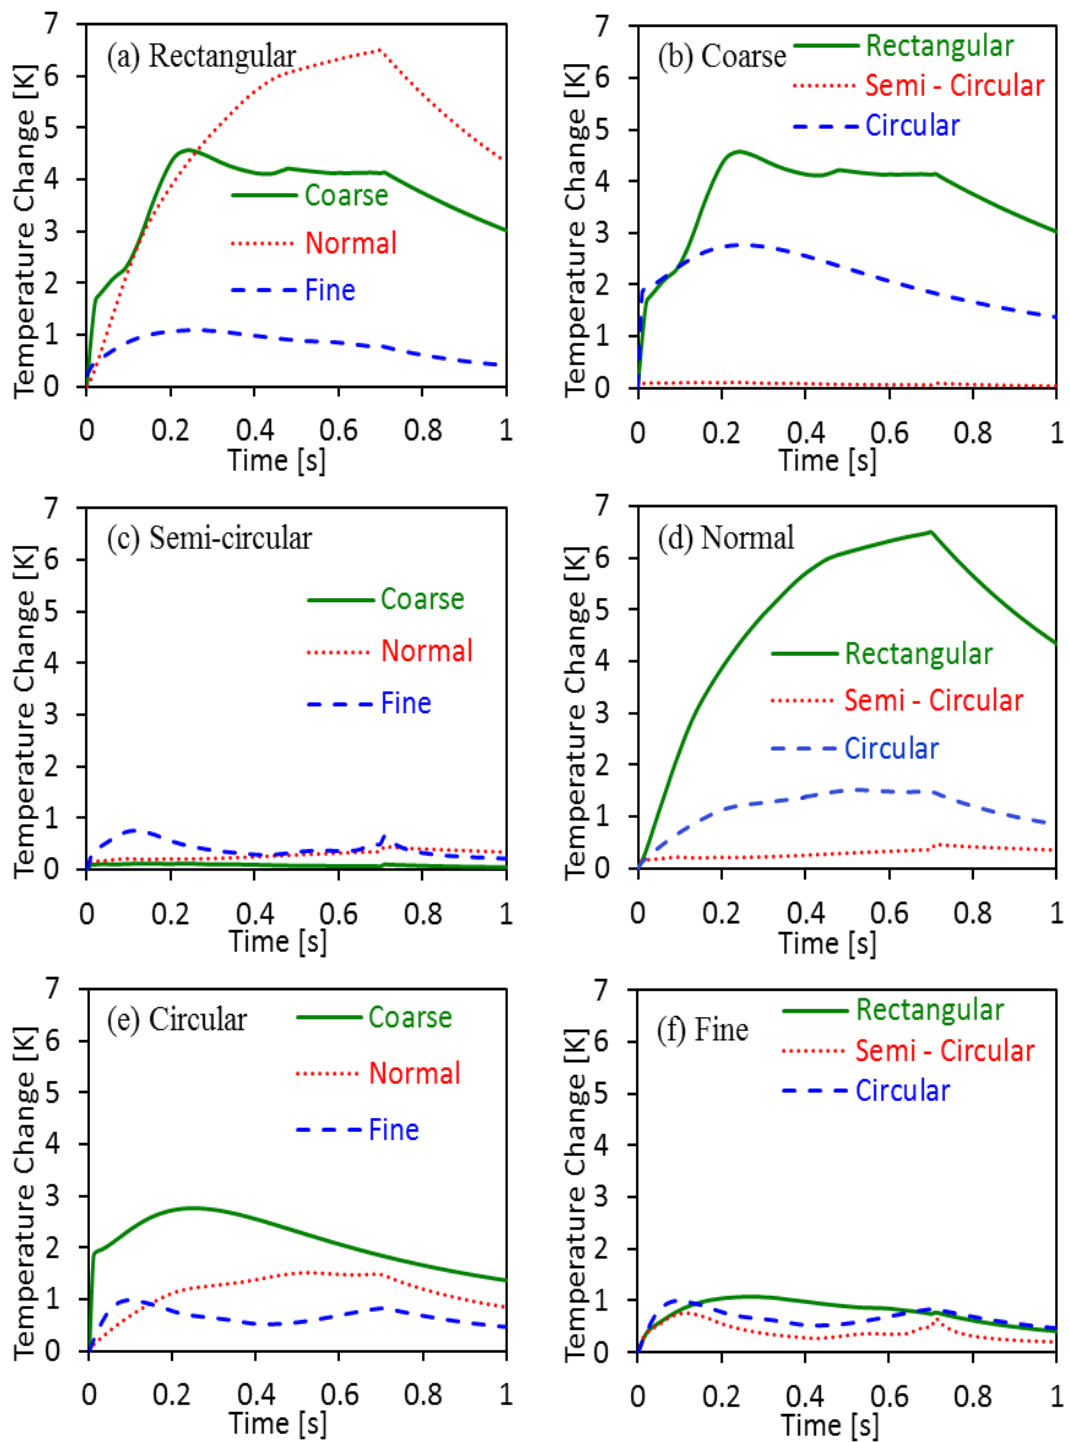 (a) Rectangular
Temperature Change [K]
7
6
5
4
3
2
1
0
Coarse
Normal
Fine
0
0.2
0.4
0.6
0.8
1
Time [s]
(b) Coarse
Temperature Change [K]
7
6
5
4
3
2
1
0
Rectangular
Semi - Circular
Circular
0
0.2
0.4
0.6
0.8
1
Time [s]
(c) Semi-circular
Temperature Change [K]
7
6
5
4
3
2
1
0
Coarse
Normal
Fine
0
0.2
0.4
0.6
0.8
1
Time [s]
(d) Normal
Temperature Change [K]
7
6
5
4
3
2
1
0
Rectangular
Semi - Circular
Circular
0
0.2
0.4
0.6
0.8
1
Time [s]
(e) Circular
Temperature Change [K]
7
6
5
4
3
2
1
0
Coarse
Normal
Fine
0
0.2
0.4
0.6
0.8
1
Time [s]
(f) Fine
Temperature Change [K]
7
6
5
4
3
2
1
0
Rectangular
Semi - Circular
Circular
0
0.2
0.4
0.6
0.8
1
Time [s]